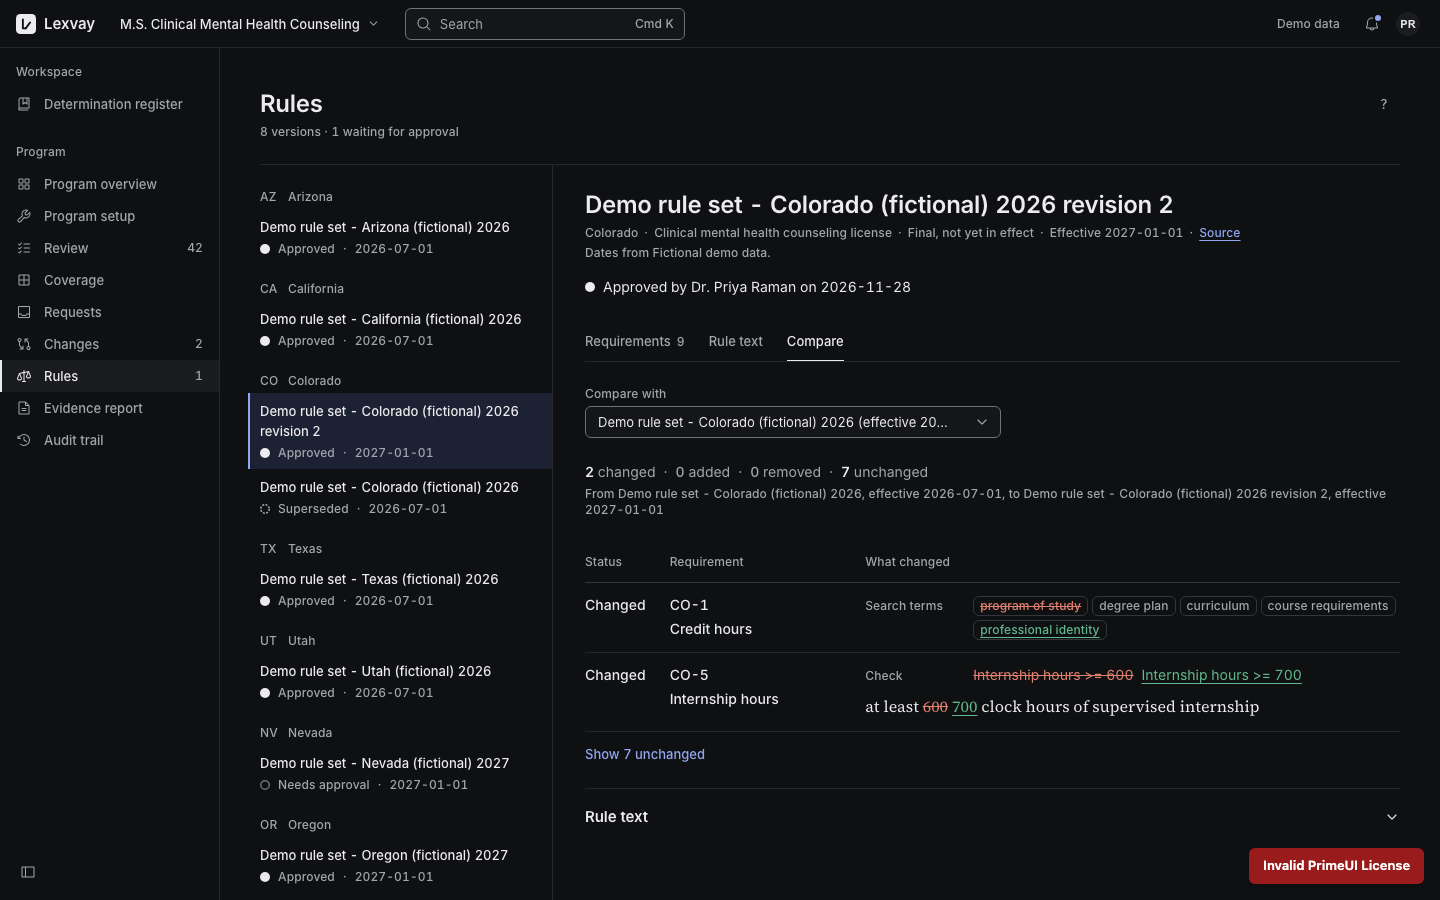 Lexvay
M.S. Clinical Mental Health Counseling
Search
Cmd K
Demo data
PR
Workspace
Determination register
Program
Program overview
Program setup
Review 42
Coverage
Requests
Changes 2
Rules 1
Evidence report
Audit trail
Rules
?
8 versions · 1 waiting for approval
AZ Arizona
Demo rule set - Arizona (fictional) 2026
Approved · 2026-07-01
CA California
Demo rule set - California (fictional) 2026
Approved · 2026-07-01
CO Colorado
Demo rule set - Colorado (fictional) 2026
revision 2
Approved · 2027-01-01
Demo rule set - Colorado (fictional) 2026
Superseded · 2026-07-01
TX Texas
Demo rule set - Texas (fictional) 2026
Approved · 2026-07-01
UT Utah
Demo rule set - Utah (fictional) 2026
Approved · 2026-07-01
NV Nevada
Demo rule set - Nevada (fictional) 2027
Needs approval · 2027-01-01
OR Oregon
Demo rule set - Oregon (fictional) 2027
Approved · 2027-01-01
Demo rule set - Colorado (fictional) 2026 revision 2
Colorado · Clinical mental health counseling license · Final, not yet in effect · Effective 2027-01-01 · Source
Dates from Fictional demo data.
Approved by Dr. Priya Raman on 2026-11-28
Requirements 9 Rule text Compare
Compare with
Demo rule set - Colorado (fictional) 2026 (effective 20...
2 changed · 0 added · 0 removed · 7 unchanged
From Demo rule set - Colorado (fictional) 2026, effective 2026-07-01, to Demo rule set - Colorado (fictional) 2026 revision 2, effective
2027-01-01
Status Requirement What changed
Changed CO-1 Search terms program of study degree plan curriculum course requirements
Credit hours professional identity
Changed CO-5 Check Internship hours >= 600 Internship hours >= 700
Internship hours at least 600 700 clock hours of supervised internship
Show 7 unchanged
Rule text
Invalid PrimeUI License